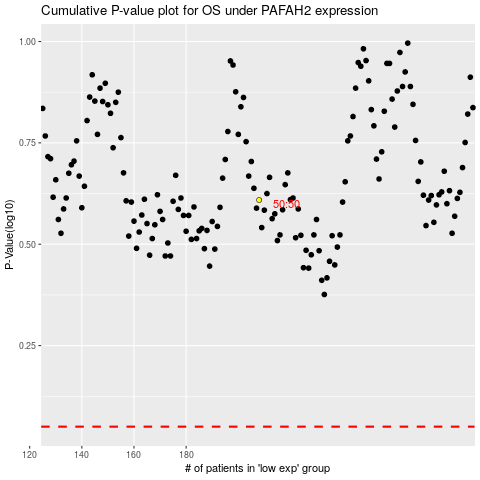 Cumulative P-value plot for OS under PAFAH2 expression
1.00
0.75
P-Value(log10)
50:50
0.50
0.25
120 140 160 180
# of patients in 'low exp' group